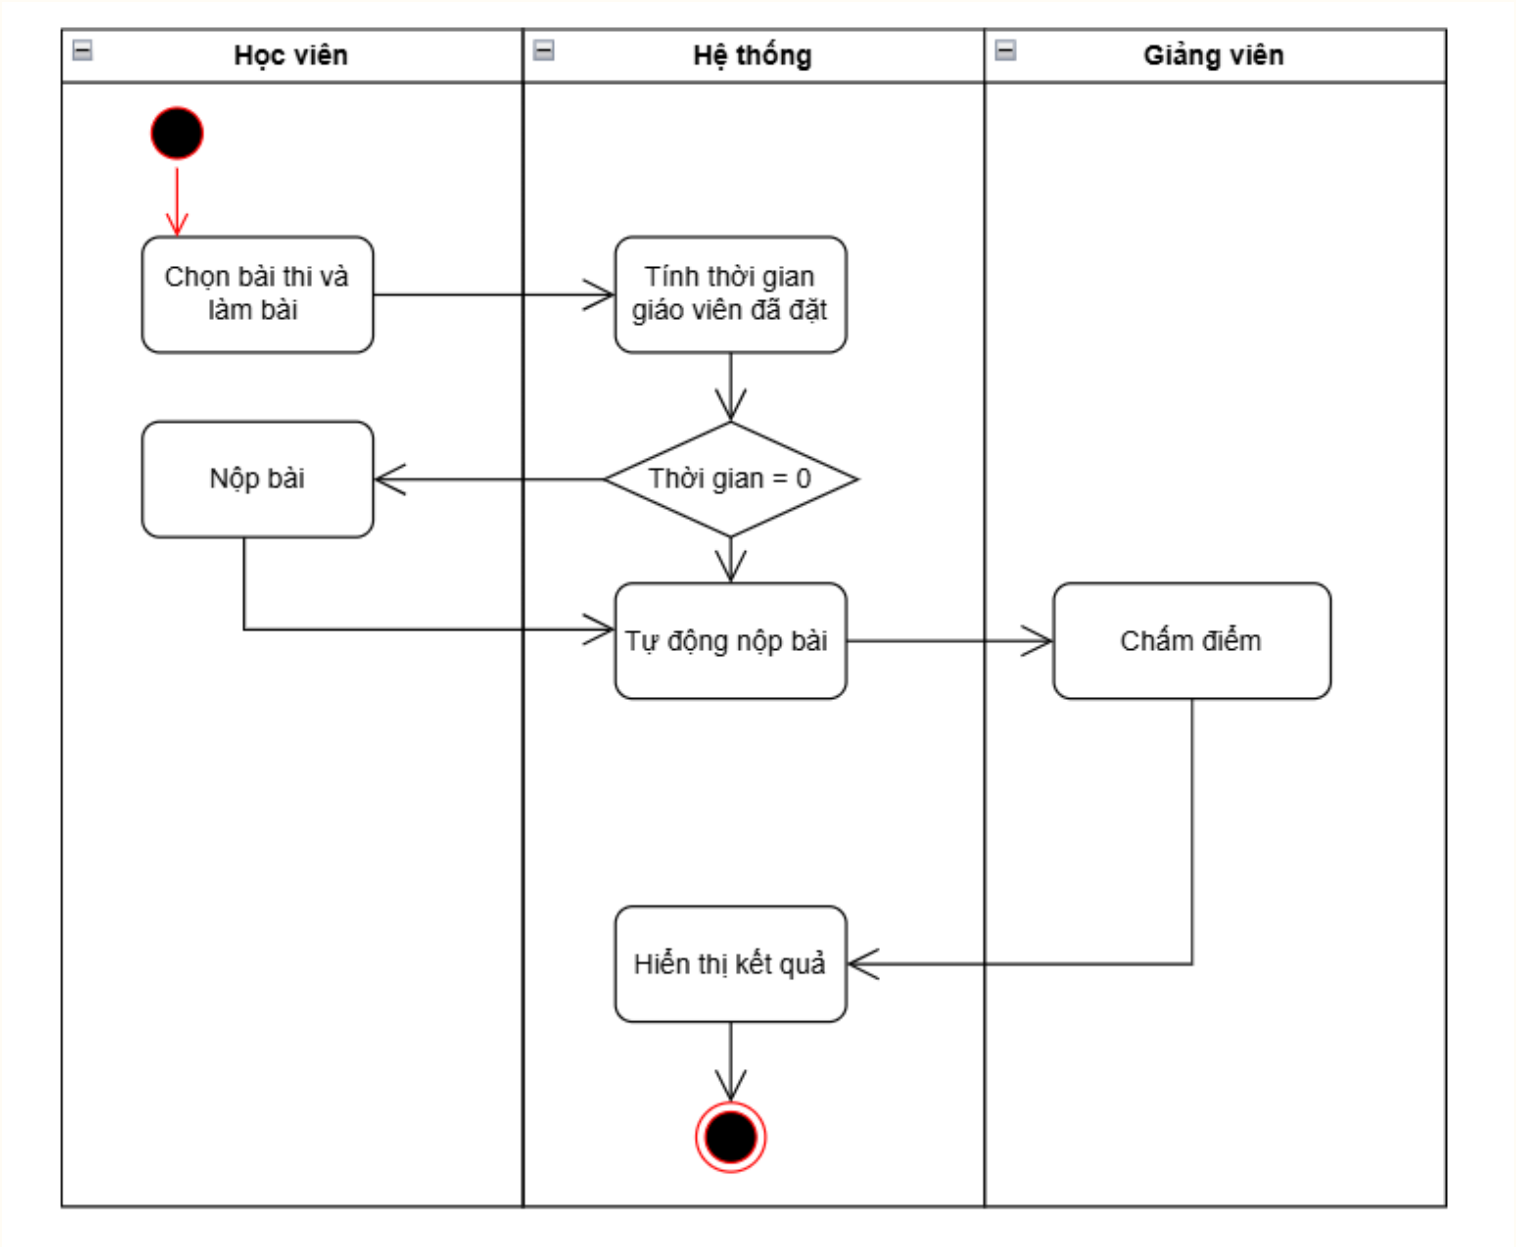 Học viên
Hệ thống
Giảng viên
Chọn bài thi và
làm bài
Tính thời gian
giáo viên đã đặt
Nộp bài
Thời gian = 0
Tự động nộp bài
Chấm điểm
Hiển thị kết quả